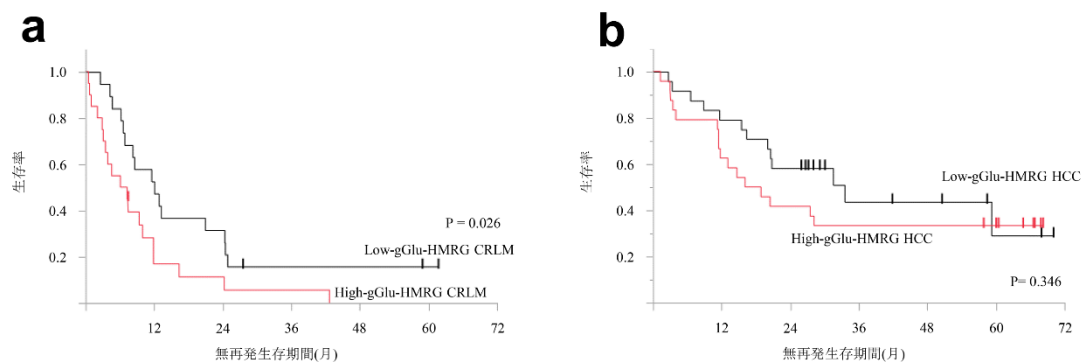 a
1.0
0.8
0.6
0.4
0.2
生存率
P = 0.026
Low-gGlu-HMRG CRLM
High-gGlu-HMRG CRLM
12 24 36 48 60 72
無再発生存期間(月)
b
1.0
0.8
0.6
0.4
0.2
生存率
Low-gGlu-HMRG HCC
High-gGlu-HMRG HCC
P= 0.346
12 24 36 48 60 72
無再発生存期間(月)